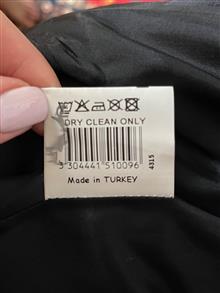 DRY CLEAN ONLY
3 304441 510096
4315
Made in TURKEY